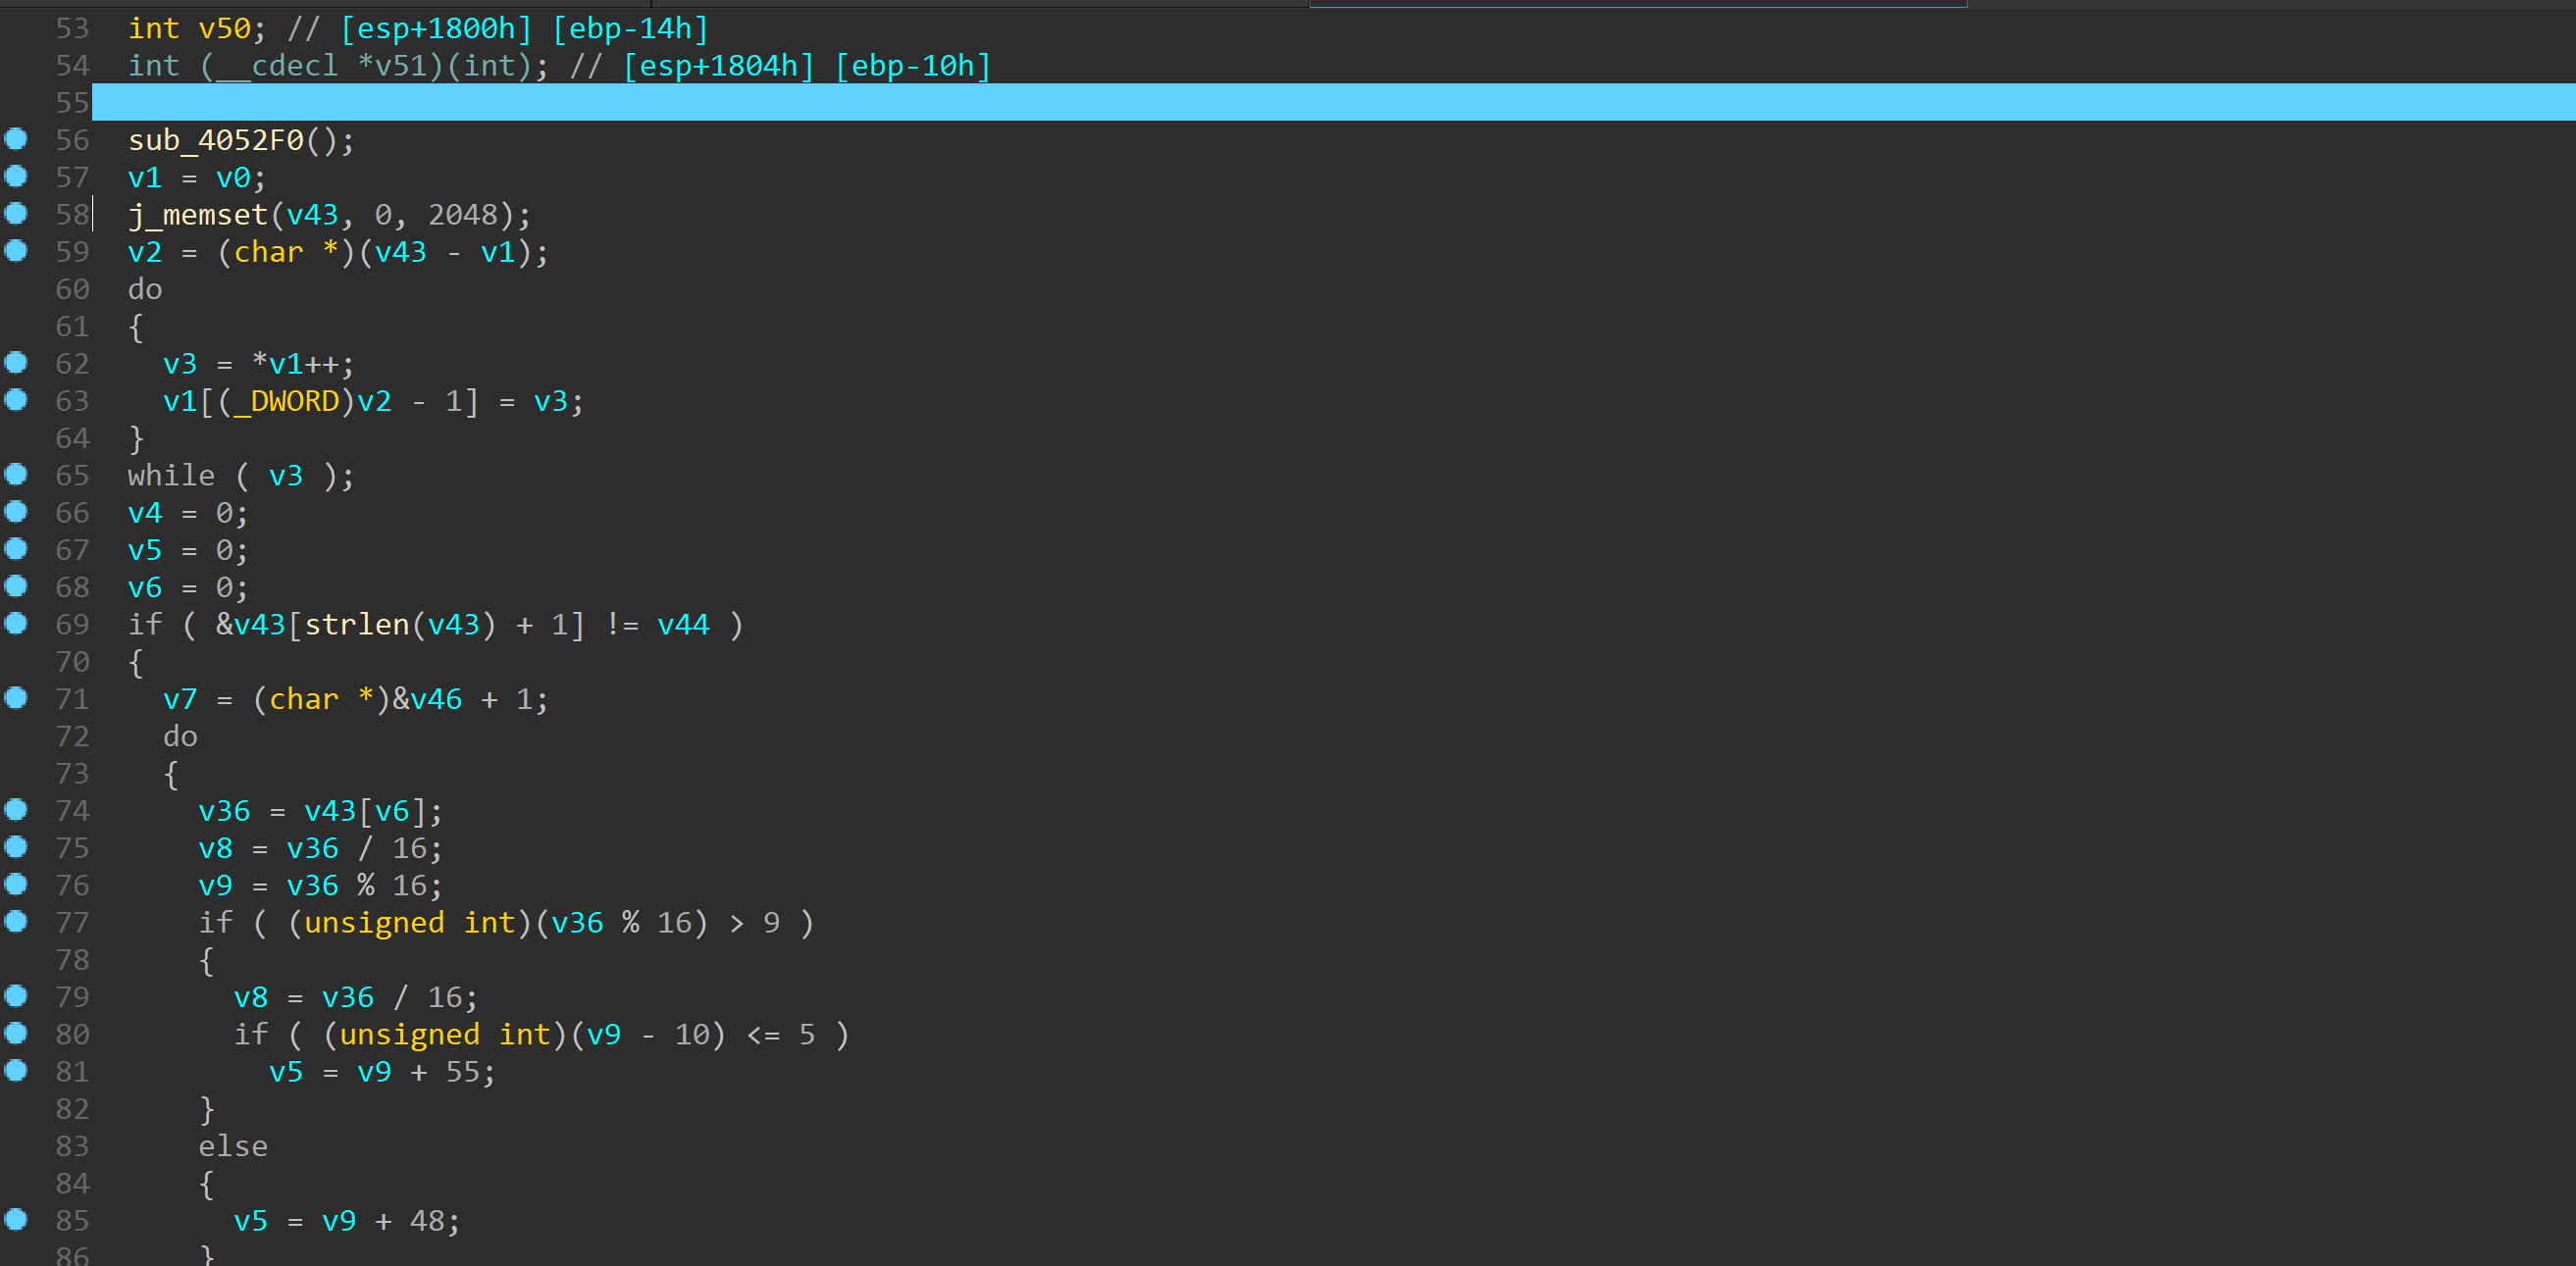 53 int v50; // [esp+1800h] [ebp-14h]
54 int (__cdecl *v51)(int); // [esp+1804h] [ebp-10h]
55
56 sub_4052F0();
57 v1 = v0;
58 j_memset(v43, 0, 2048);
59 v2 = (char *)(v43 - v1);
60 do
61 {
62 v3 = *v1++;
63 v1[(_DWORD)v2 - 1] = v3;
64 }
65 while ( v3 );
66 v4 = 0;
67 v5 = 0;
68 v6 = 0;
69 if ( &v43[strlen(v43) + 1] != v44 )
70 {
71 v7 = (char *)&v46 + 1;
72 do
73 {
74 v36 = v43[v6];
75 v8 = v36 / 16;
76 v9 = v36 % 16;
77 if ( (unsigned int)(v36 % 16) > 9 )
78 {
79 v8 = v36 / 16;
80 if ( (unsigned int)(v9 - 10) <= 5 )
81 v5 = v9 + 55;
82 }
83 else
84 {
85 v5 = v9 + 48;
86 }